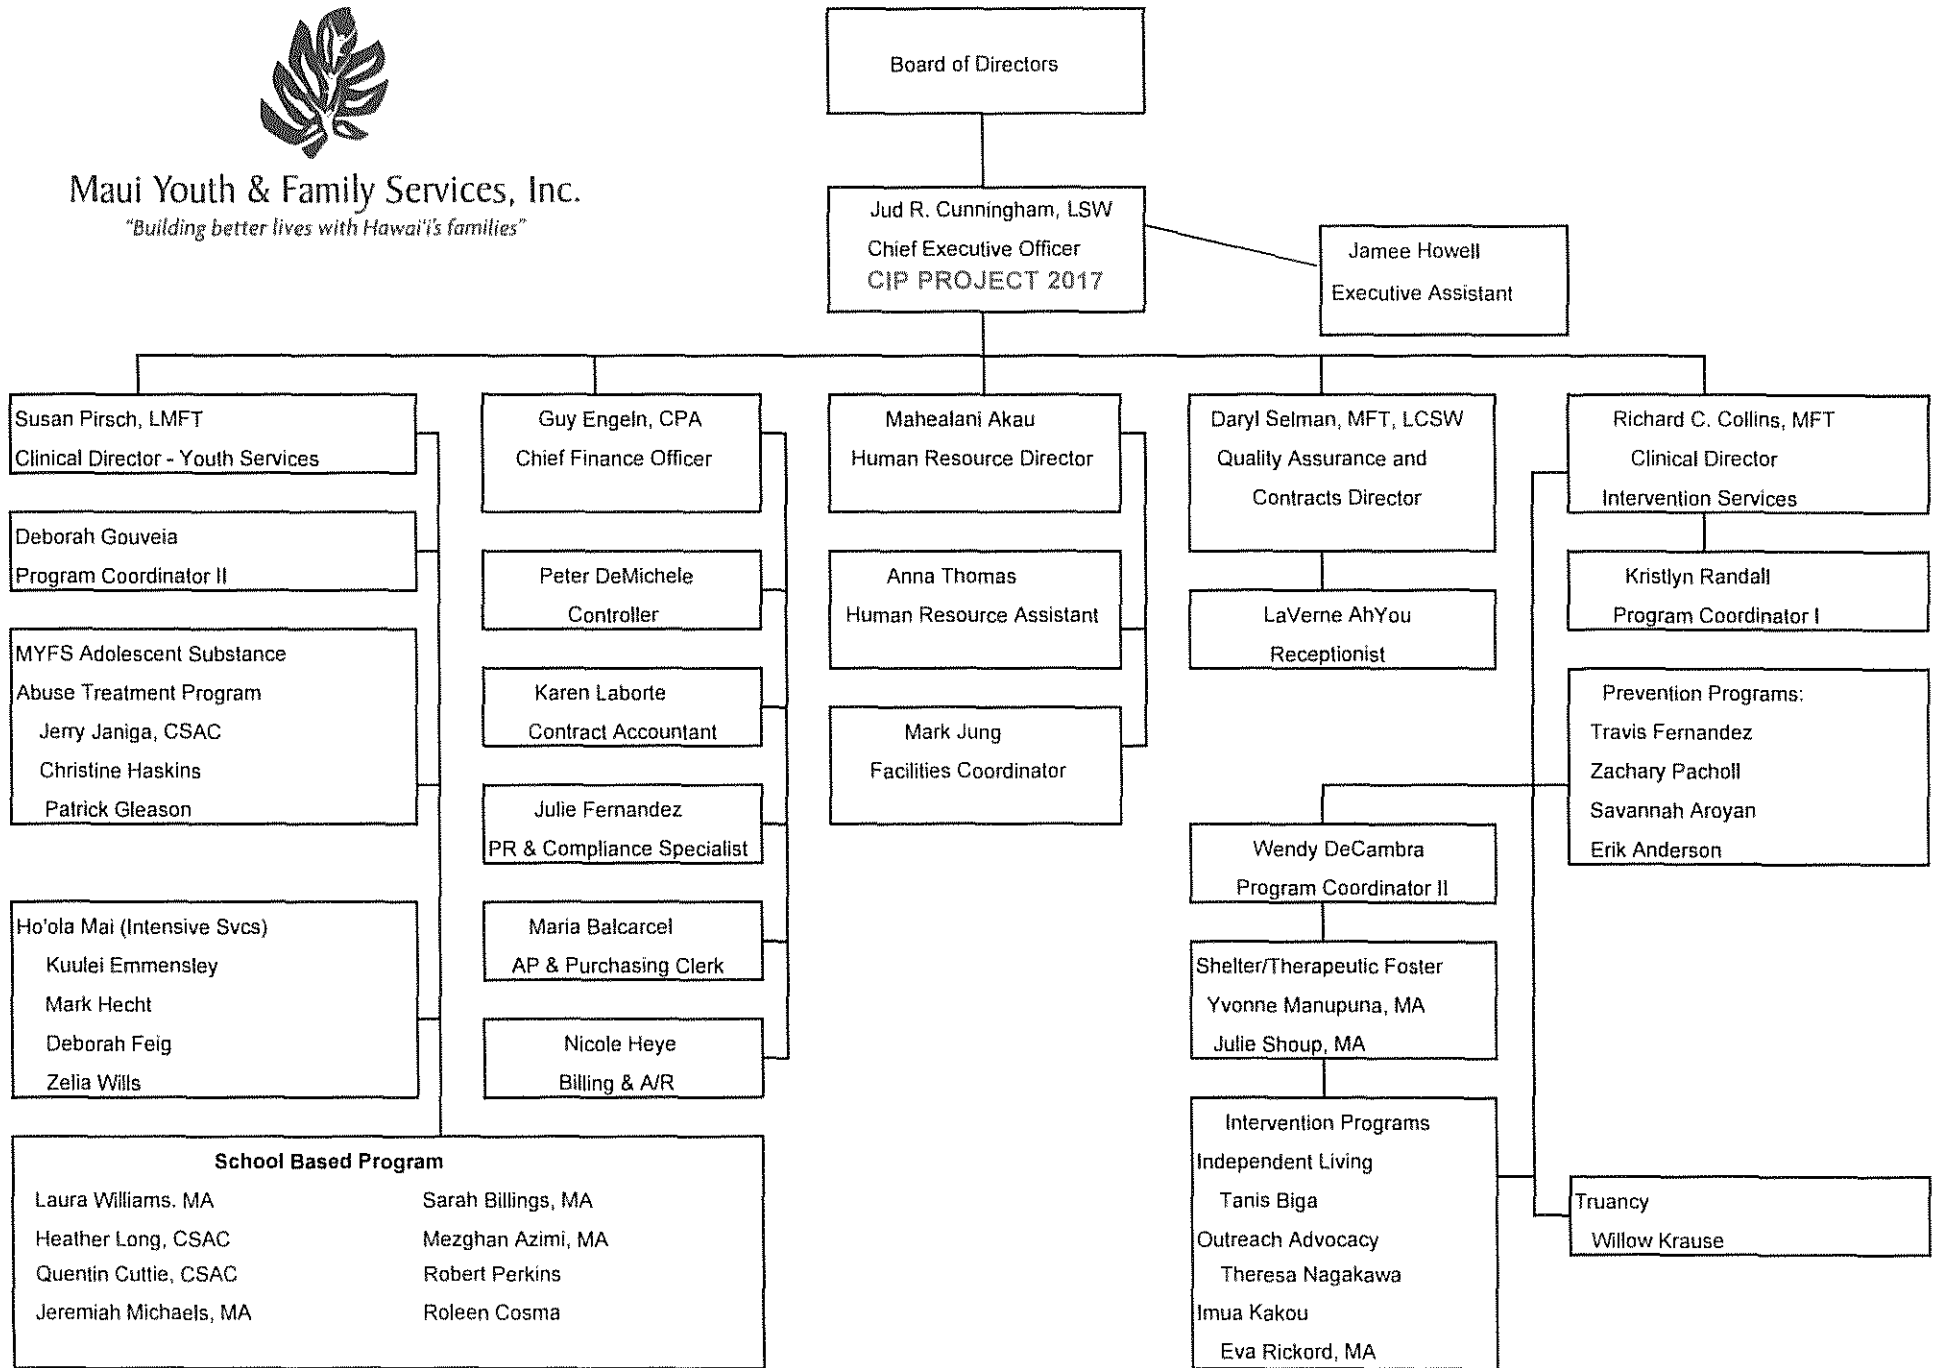 Maui Youth & Family Services, Inc.
"Building better lives with Hawai'i's families"
Board of Directors
Jud R. Cunningham, LSW
Chief Executive Officer
CIP PROJECT 2017
Jamee Howell
Executive Assistant
Susan Pirsch, LMFT
Clinical Director - Youth Services
Deborah Gouveia
Program Coordinator II
MYFS Adolescent Substance
Abuse Treatment Program
Jerry Janiga, CSAC
Christine Haskins
Patrick Gleason
Ho'ola Mai (Intensive Svcs)
Kuulei Emmensley
Mark Hecht
Deborah Feig
Zelia Wills
School Based Program
Laura Williams. MA
Heather Long, CSAC
Quentin Cuttie, CSAC
Jeremiah Michaels, MA
Sarah Billings, MA
Mezghan Azimi, MA
Robert Perkins
Roleen Cosma
Guy Engeln, CPA
Chief Finance Officer
Peter DeMichele
Controller
Karen Laborte
Contract Accountant
Julie Fernandez
PR & Compliance Specialist
Maria Balcarcel
AP & Purchasing Clerk
Nicole Heye
Billing & A/R
Mahealani Akau
Human Resource Director
Anna Thomas
Human Resource Assistant
Mark Jung
Facilities Coordinator
Daryl Selman, MFT, LCSW
Quality Assurance and
Contracts Director
LaVerne AhYou
Receptionist
Richard C. Collins, MFT
Clinical Director
Intervention Services
Kristlyn Randall
Program Coordinator I
Prevention Programs:
Travis Fernandez
Zachary Pacholl
Savannah Aroyan
Erik Anderson
Wendy DeCambra
Program Coordinator II
Shelter/Therapeutic Foster
Yvonne Manupuna, MA
Julie Shoup, MA
Intervention Programs
Independent Living
Tanis Biga
Outreach Advocacy
Theresa Nagakawa
Imua Kakou
Eva Rickord, MA
Truancy
Willow Krause